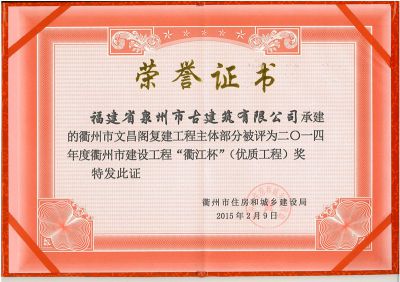 荣誉证书
福建省泉州市古建筑有限公司承建
的衢州市文昌阁复建工程主体部分被评为二〇一四
年度衢州市建设工程“衢江杯”（优质工程）奖
特发此证
衢州市住房和城乡建设局
2015年2月9日